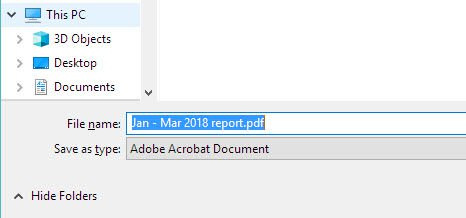 This PC
3D Objects
Desktop
Documents
File name: Jan - Mar 2018 report.pdf
Save as type: Adobe Acrobat Document
Hide Folders